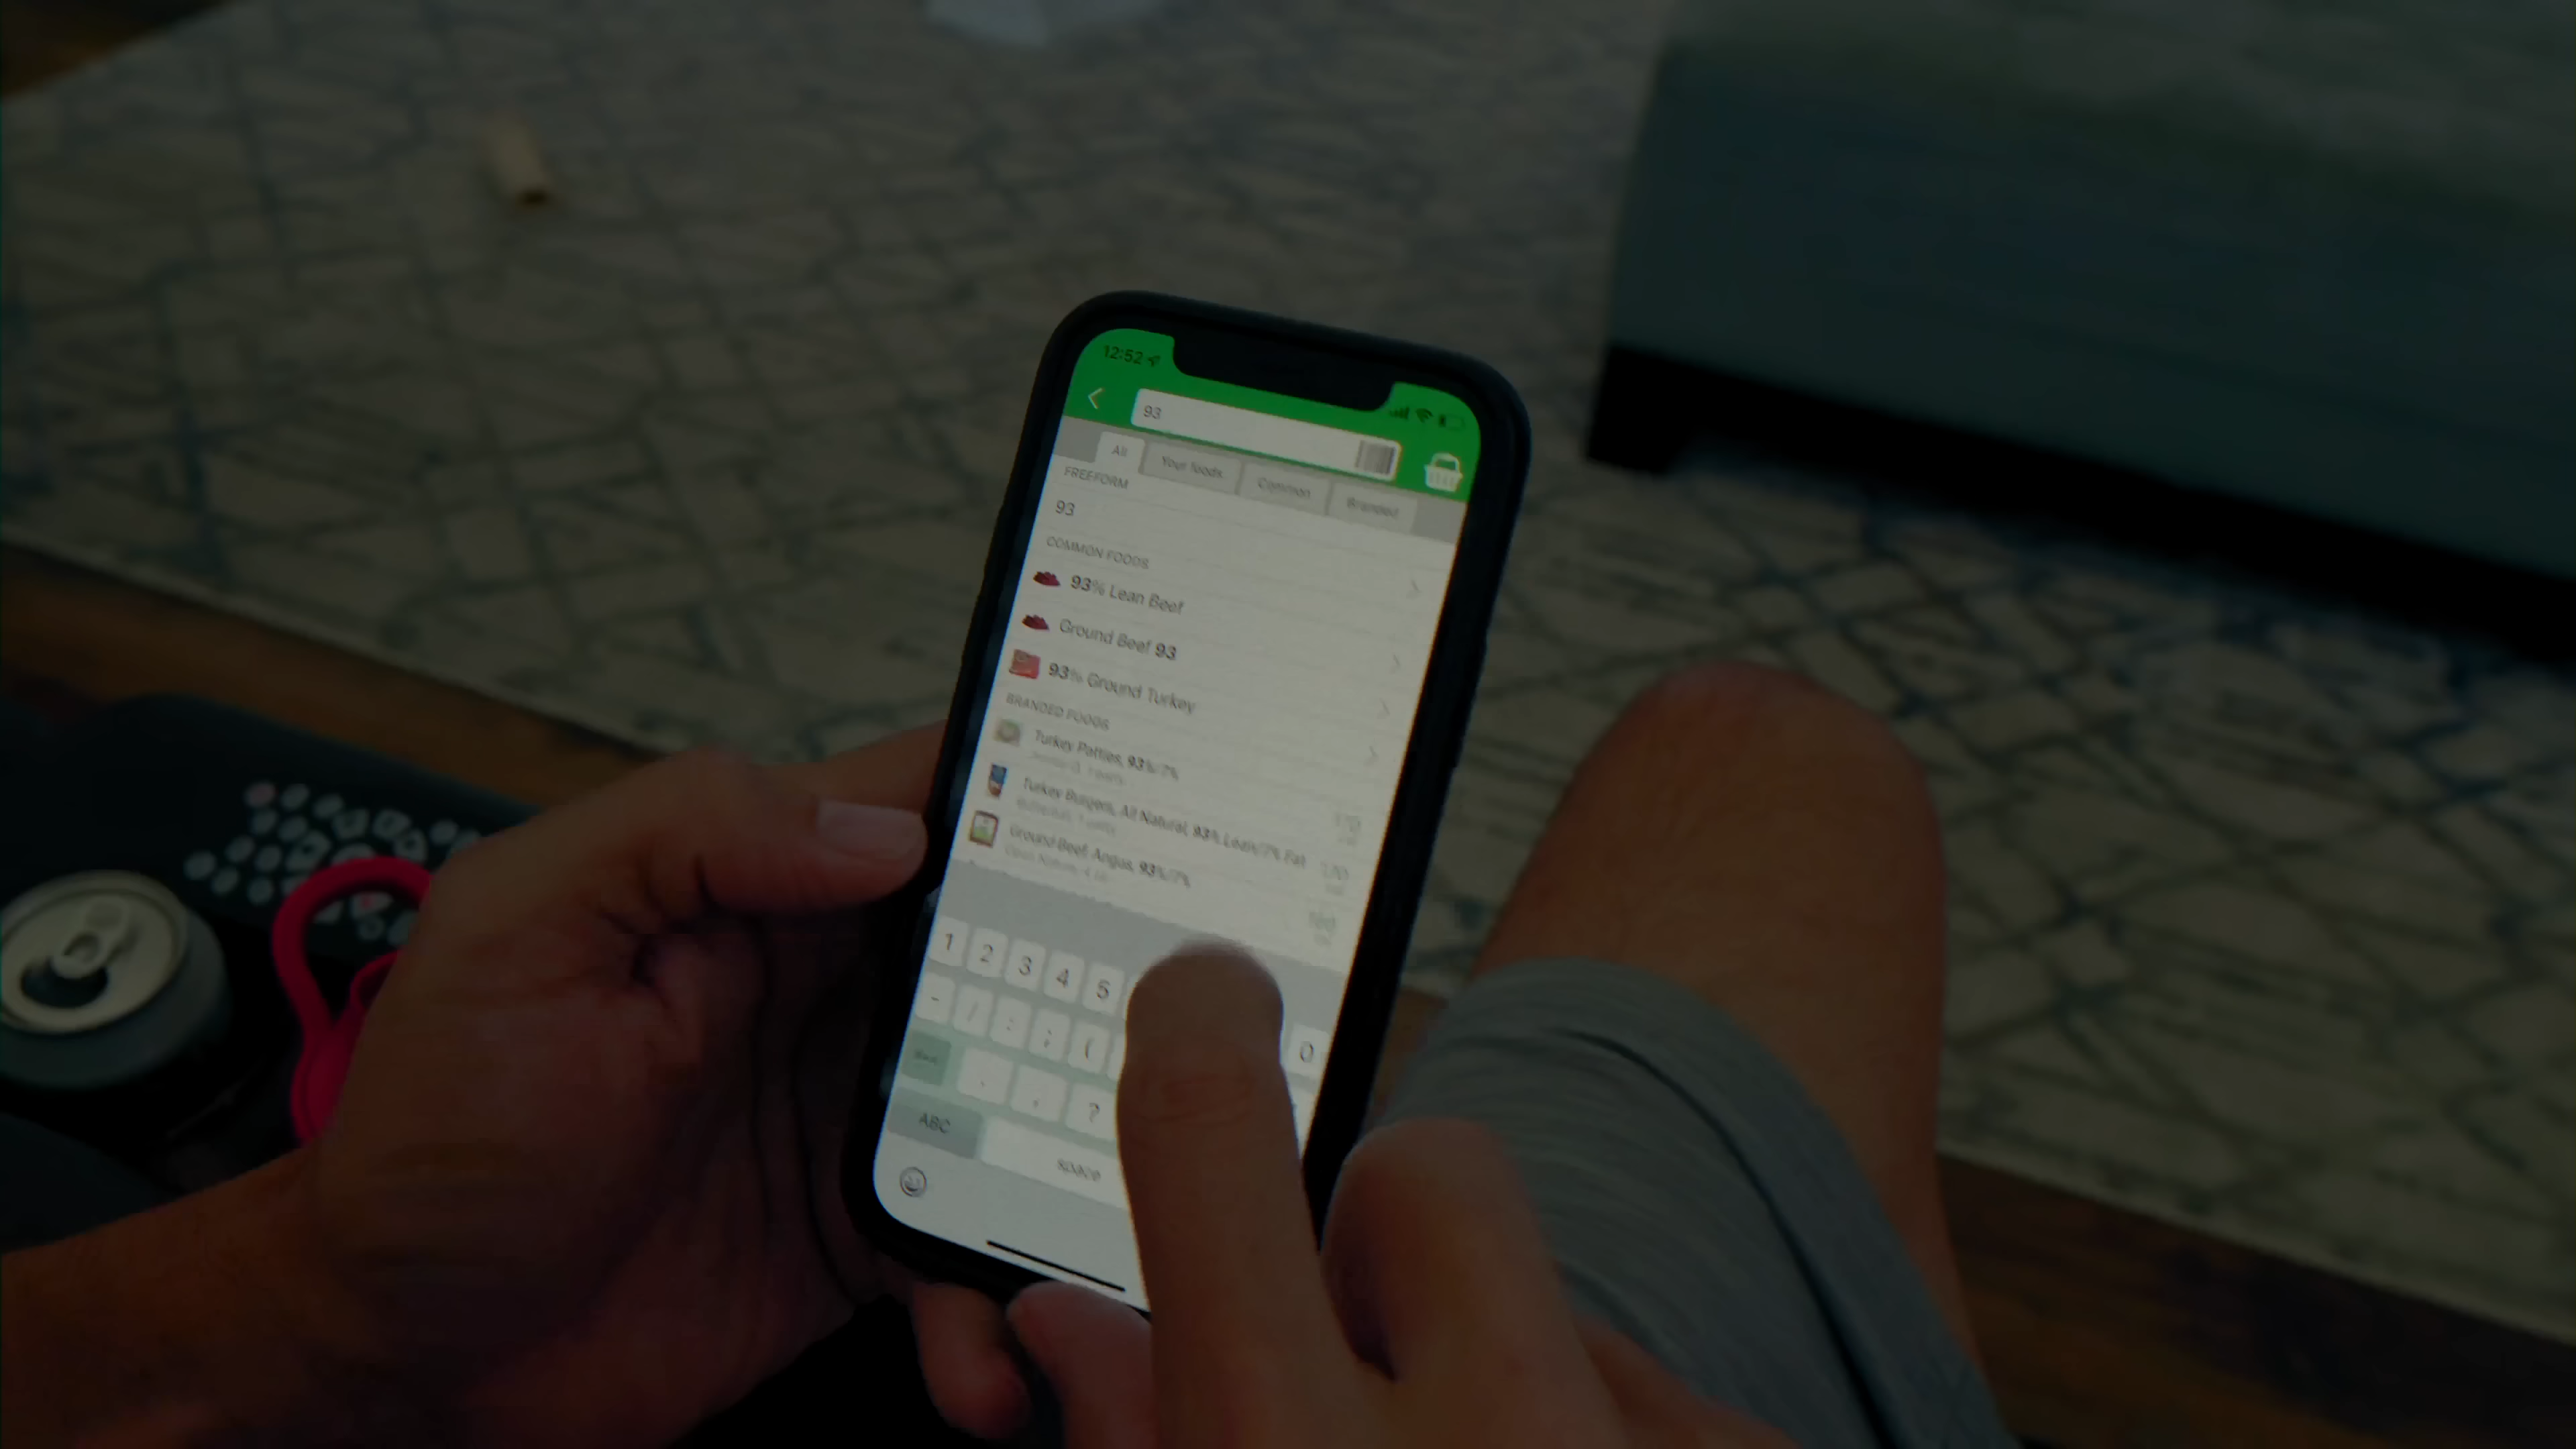 12:52
93
All Your foods Common Branded
FREEFORM
93
COMMON FOODS
93% Lean Beef
Ground Beef 93
93% Ground Turkey
BRANDED FOODS
Turkey Patties, 93%/7%
Turkey Burgers, All Natural, 93% Lean/7% Fat
Ground Beef, Angus, 93%/7%
1 2 3 4 5 0
- / : ; (
. , ?
ABC space